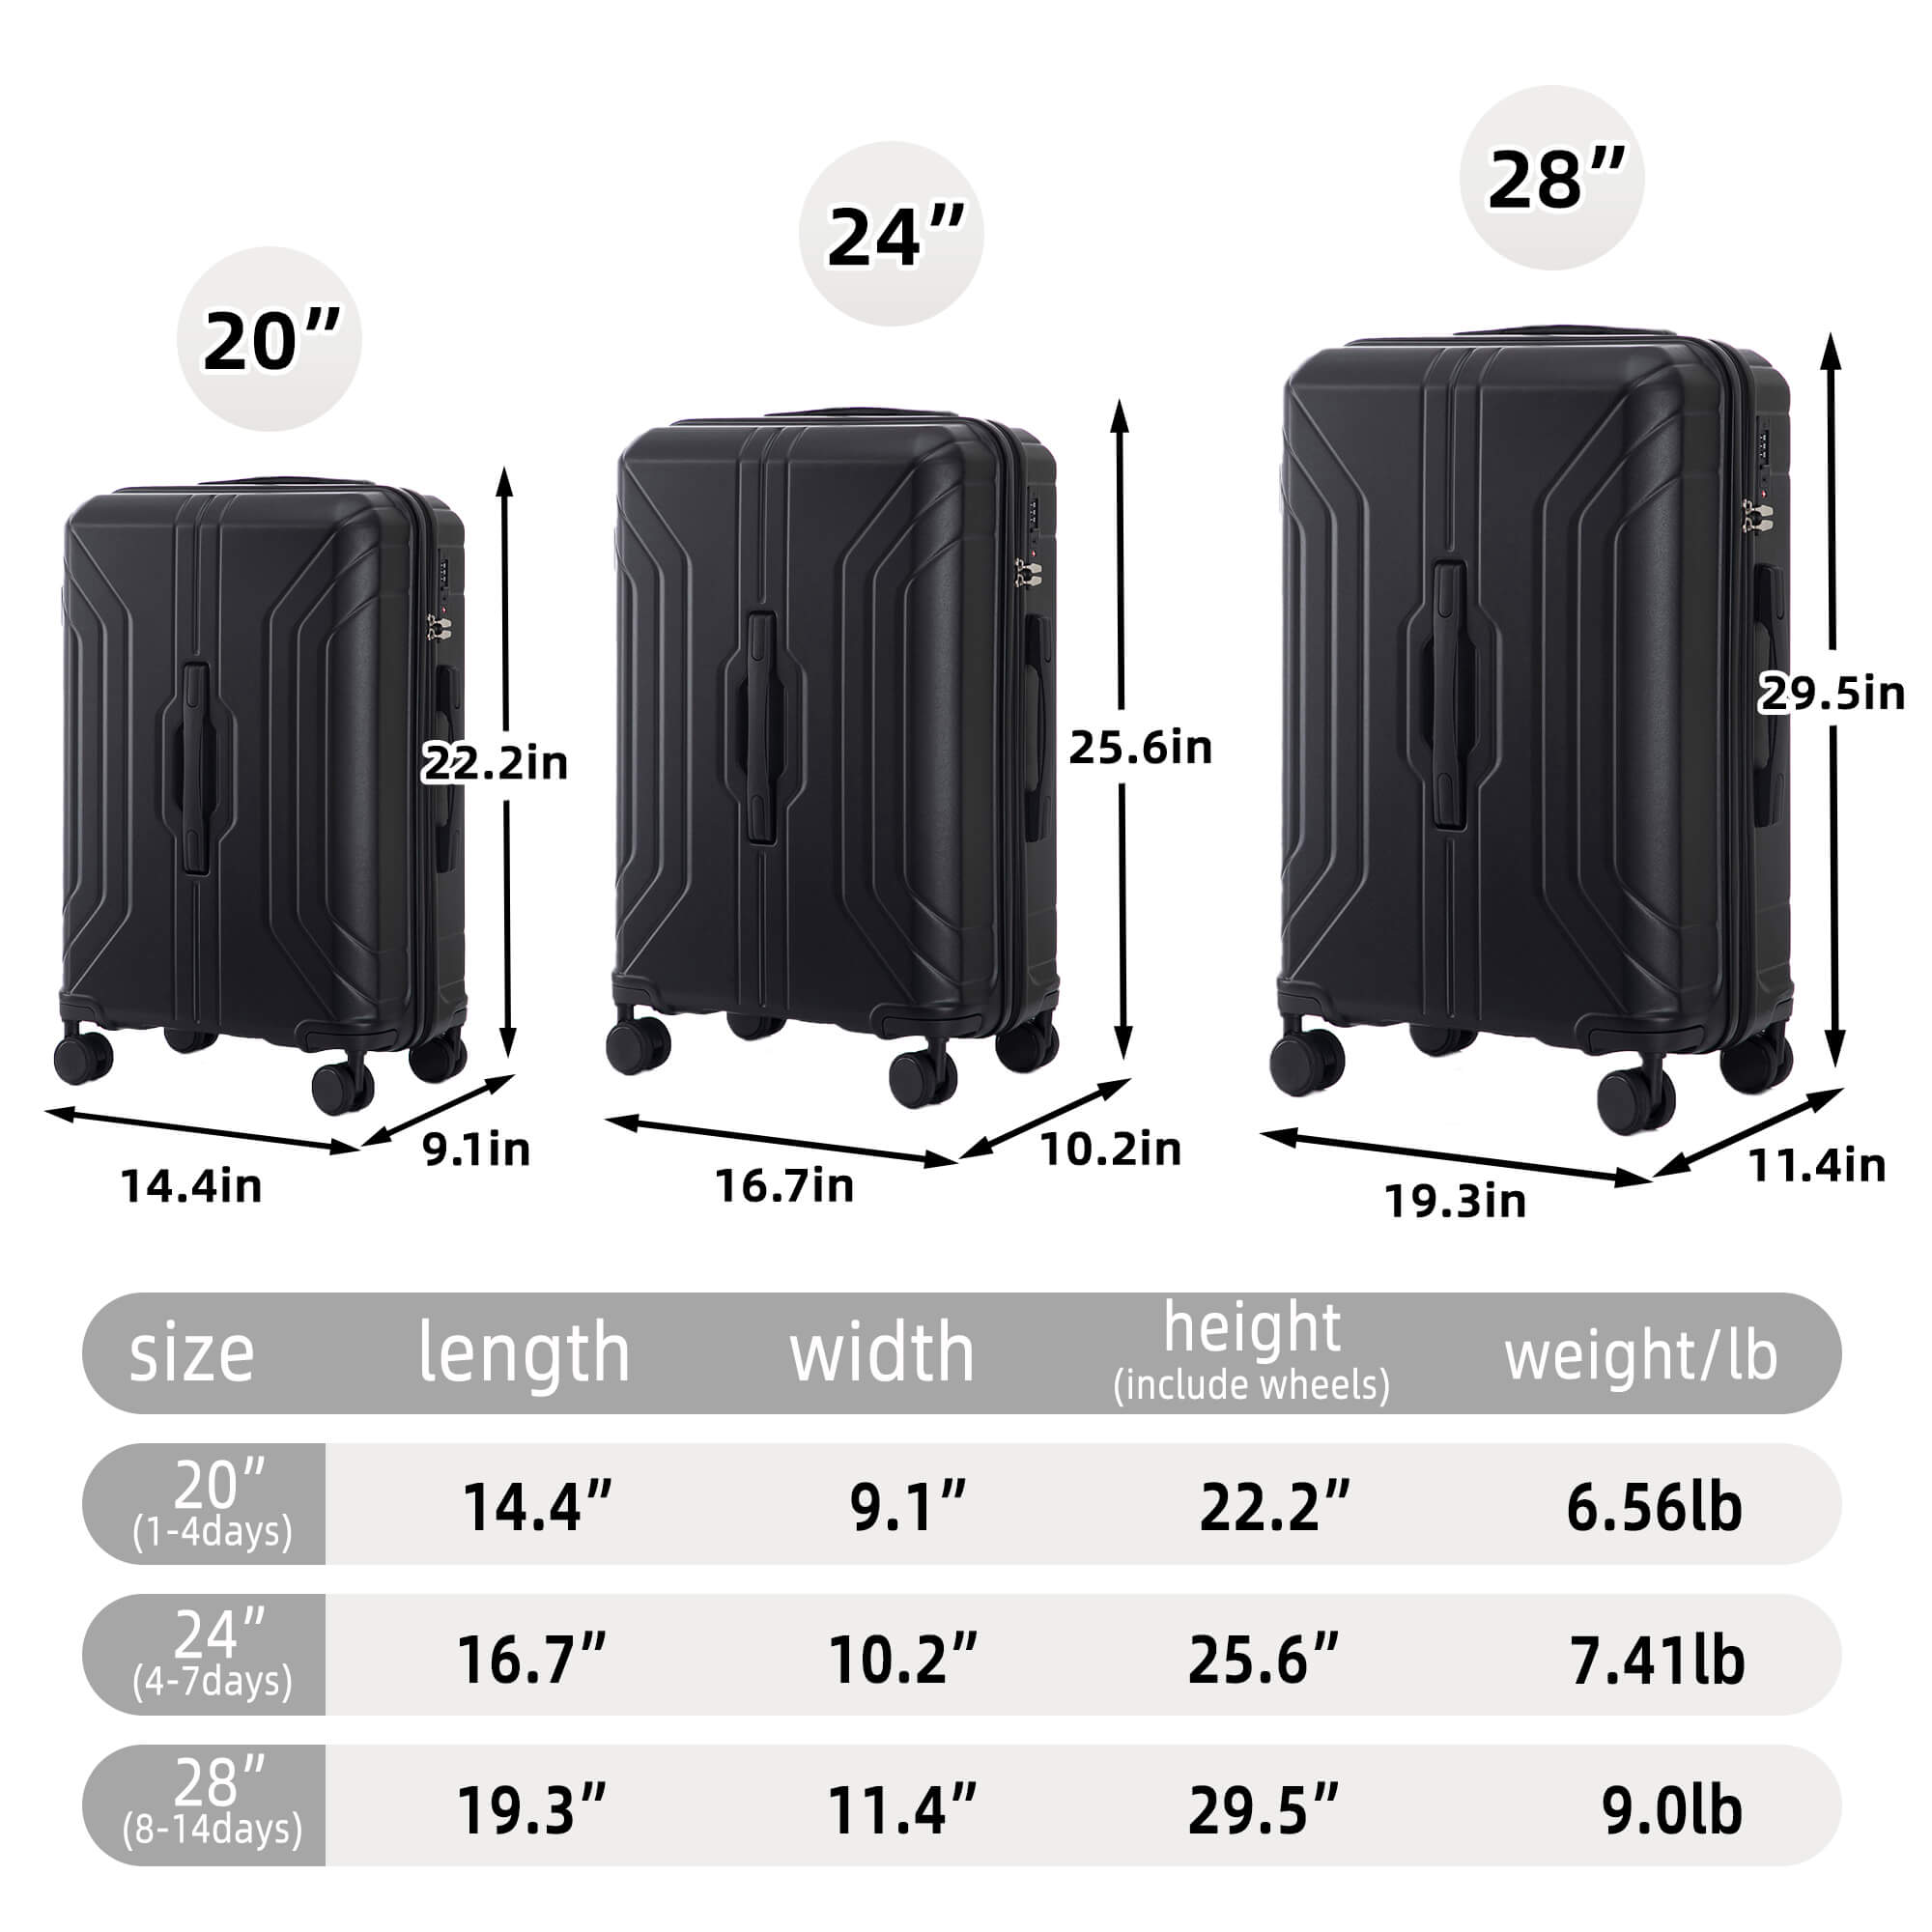 28”
24”
20”
29.5in
25.6in
22.2in
9.1in
14.4in
10.2in
16.7in
11.4in
19.3in
size length width height weight/lb
(include wheels)
20” 14.4” 9.1” 22.2” 6.56lb
(1-4days)
24” 16.7” 10.2” 25.6” 7.41lb
(4-7days)
28” 19.3” 11.4” 29.5” 9.0lb
(8-14days)